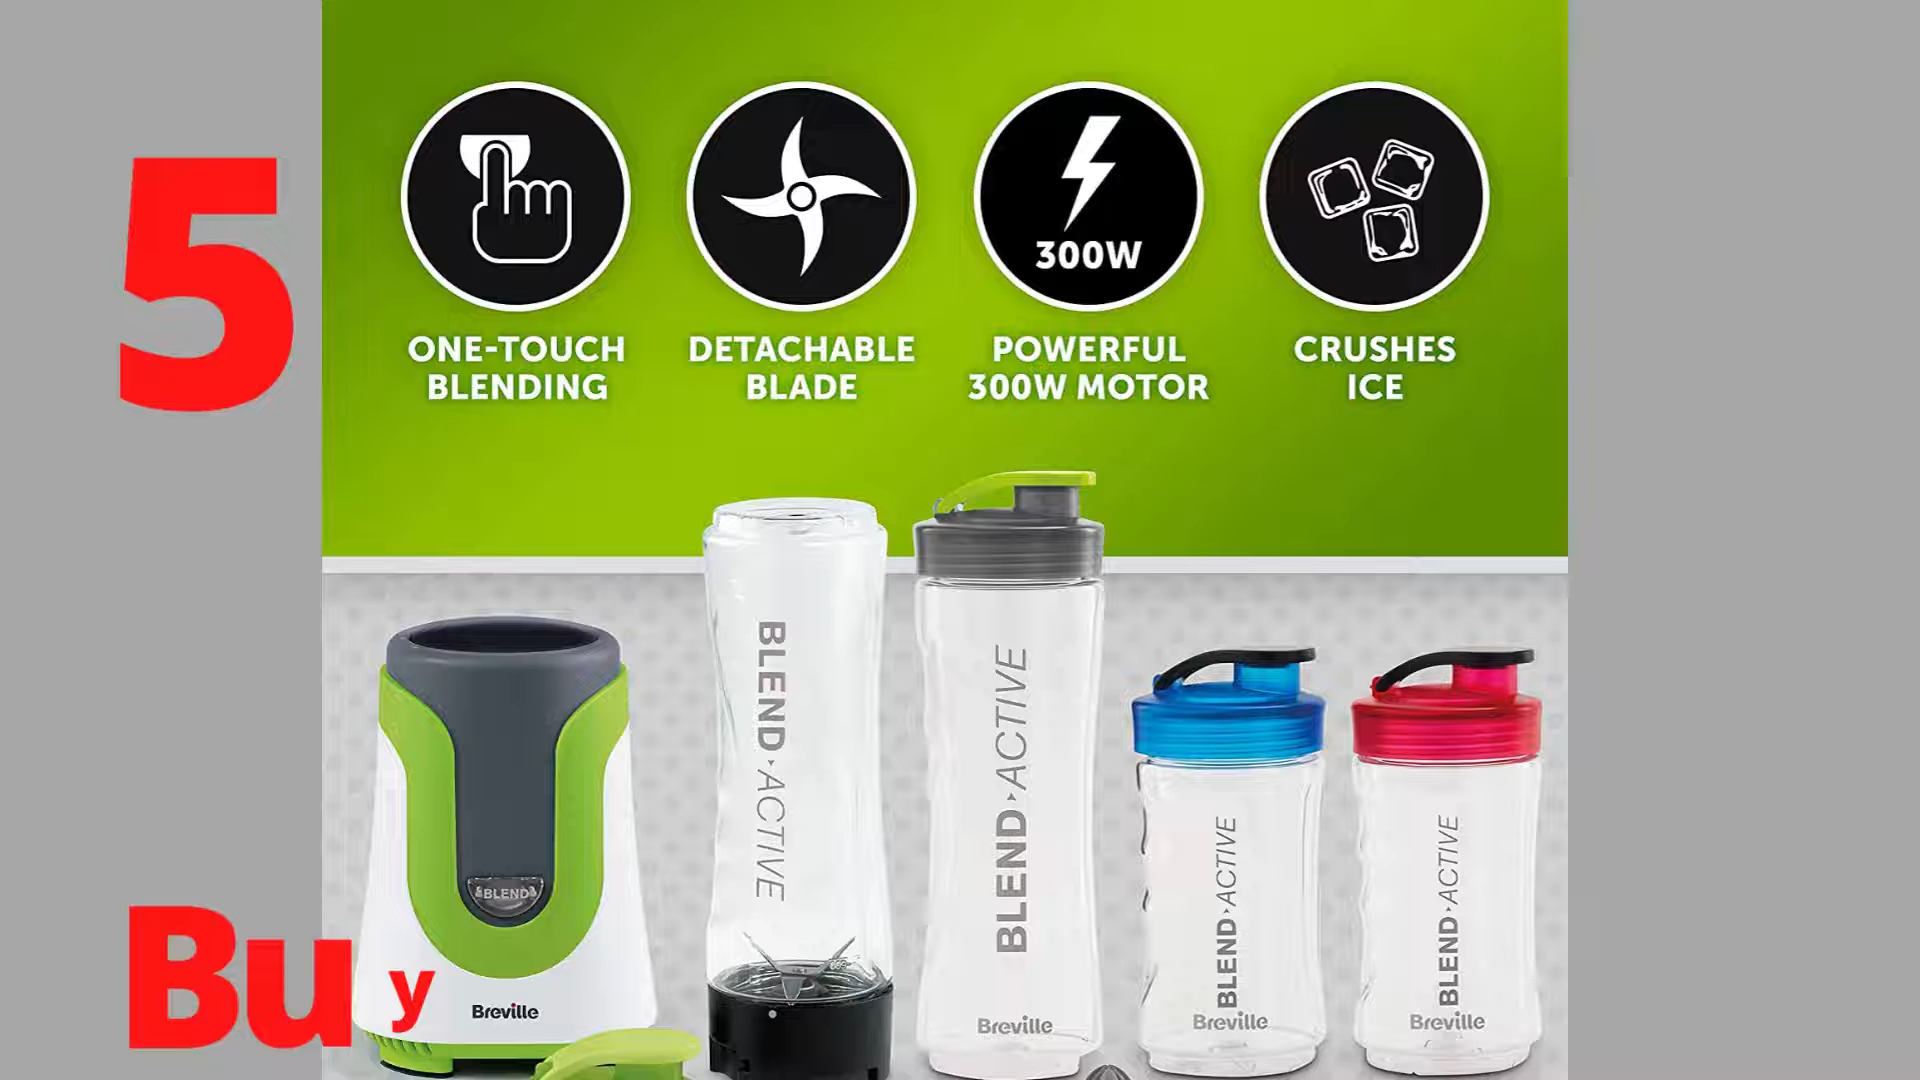 5
300W
ONE-TOUCH
BLENDING
DETACHABLE
BLADE
POWERFUL
300W MOTOR
CRUSHES
ICE
BLEND
Breville
BLEND ACTIVE
BLEND ACTIVE
Breville
BLEND ACTIVE
Breville
BLEND ACTIVE
Breville
Buy